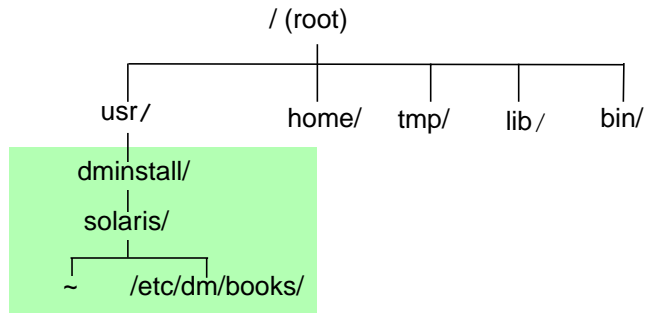 / (root)
usr/ home/ tmp/ lib/ bin/
dminstall/
solaris/
~ /etc/dm/books/